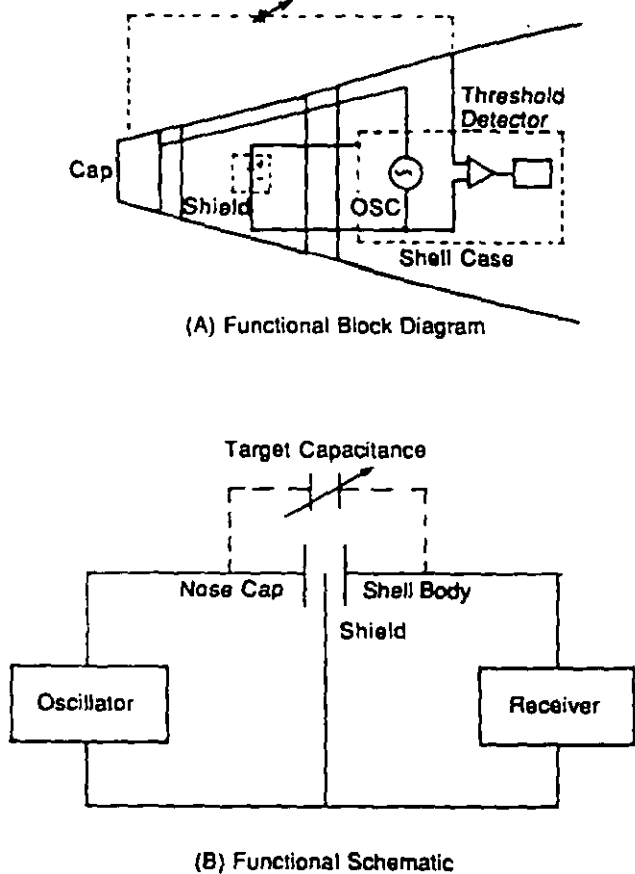 Threshold
Detector
Cap
Shield
OSC
Shell Case
(A) Functional Block Diagram
Target Capacitance
Nose Cap
Shell Body
Shield
Oscillator
Receiver
(B) Functional Schematic